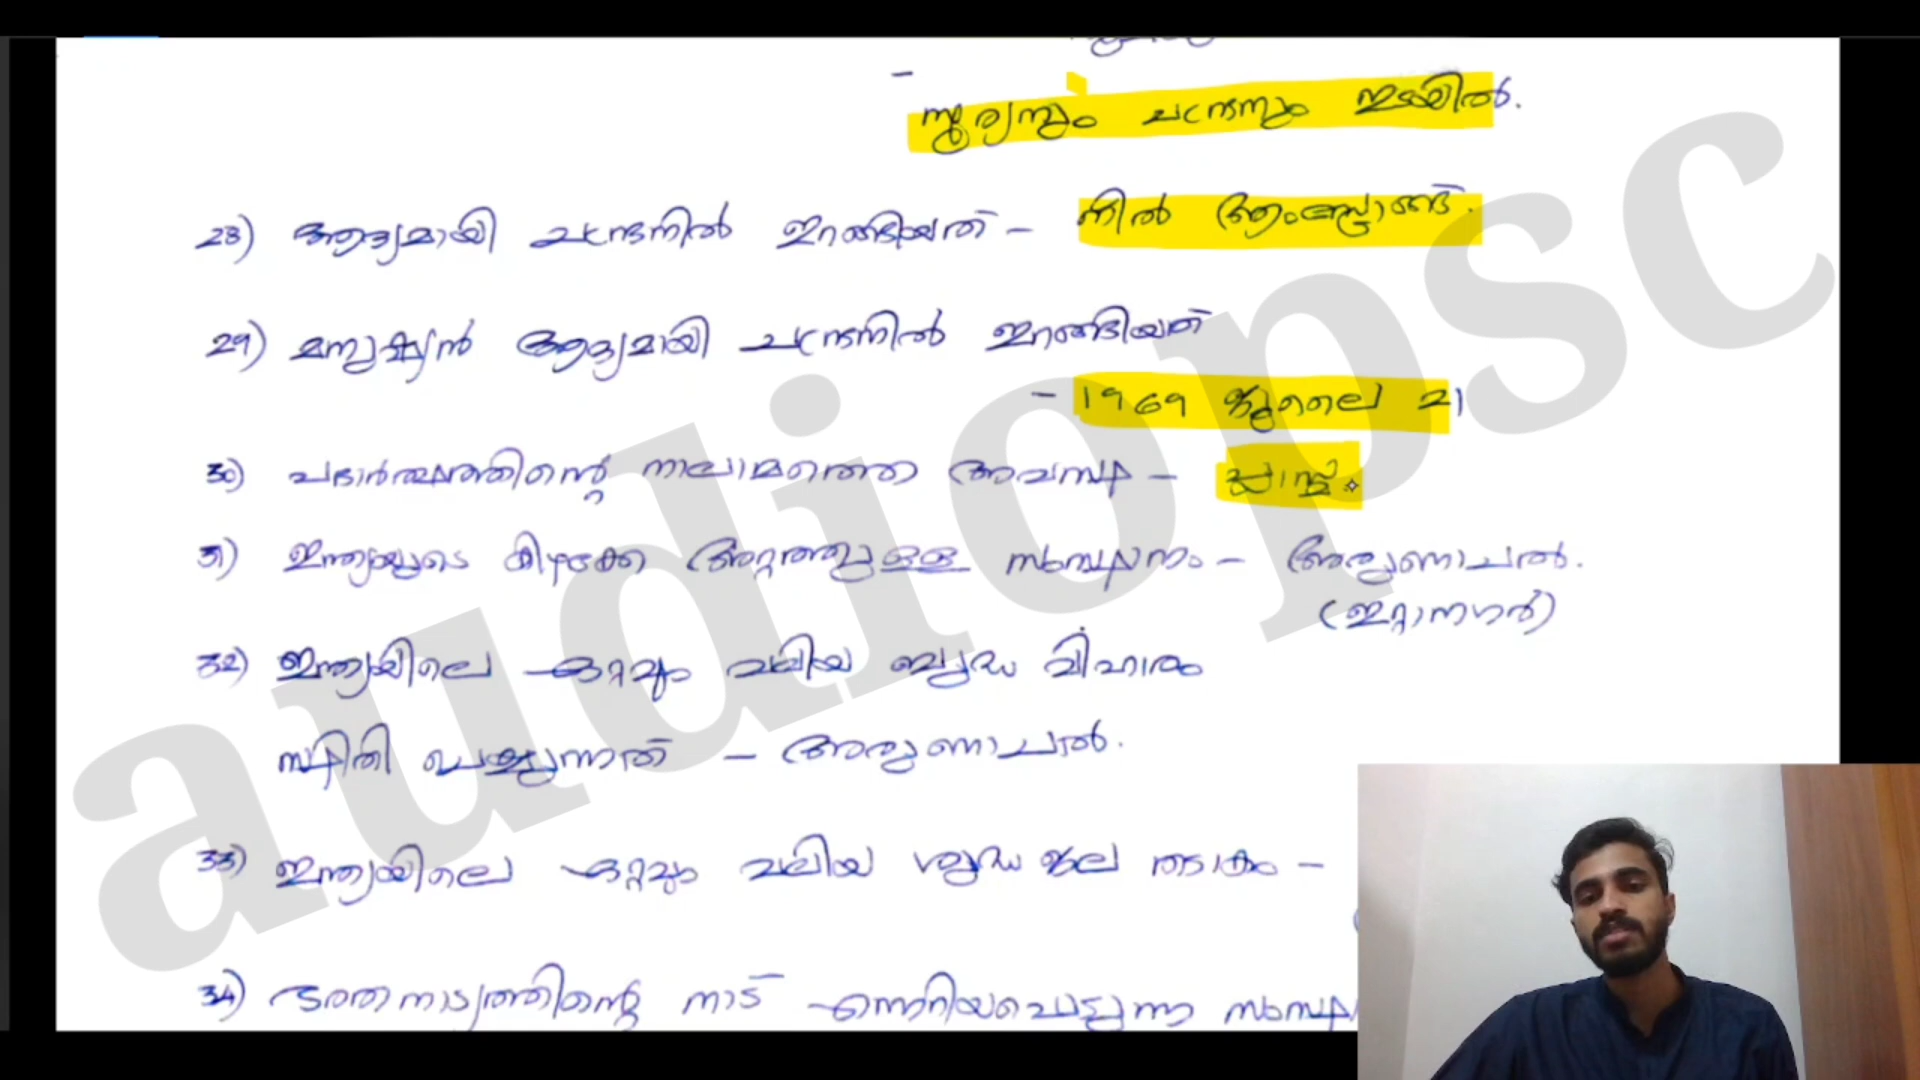 സൂര്യനും ചന്ദ്രനും ഇടയിൽ.
28) ആദ്യമായി ചന്ദ്രനിൽ ഇറങ്ങിയത് - നീൽ ആംസ്ട്രോങ്ങ്.
29) മനുഷ്യൻ ആദ്യമായി ചന്ദ്രനിൽ ഇറങ്ങിയത്
- 1969 ജൂലൈ 21
30) പദാർത്ഥത്തിന്റെ നാലാമത്തെ അവസ്ഥ - പ്ലാസ്മ.
31) ഇന്ത്യയുടെ കിഴക്കേ അറ്റത്തുള്ള സംസ്ഥാനം - അരുണാചൽ.
(ഇറ്റാനഗർ)
32) ഇന്ത്യയിലെ ഏറ്റവും വലിയ ബുദ്ധ വിഹാരം
സ്ഥിതി ചെയ്യുന്നത് - അരുണാചൽ.
33) ഇന്ത്യയിലെ ഏറ്റവും വലിയ ശുദ്ധ ജല തടാകം -
34) ഭരതനാട്യത്തിന്റെ നാട് എന്നറിയപ്പെടുന്ന
audiopsc